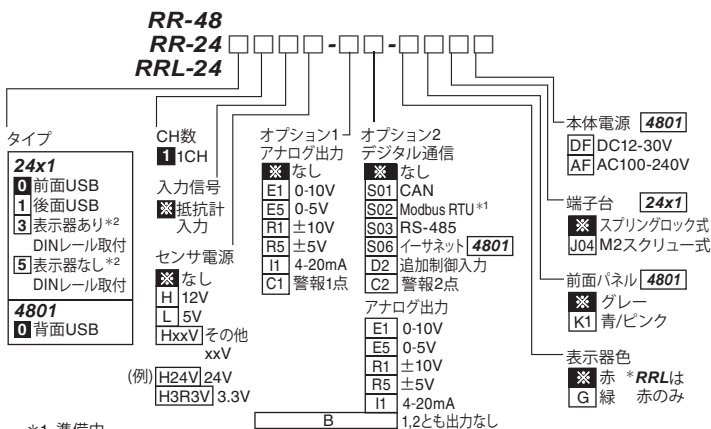 RR-48
RR-24□□□□-□□-□□□□
RRL-24
タイプ
24x1
0 前面USB
1 後面USB
3 表示器あり*2
DINレール取付
5 表示器なし*2
DINレール取付
4801
0 背面USB
CH数
1 1CH
入力信号
※ 抵抗計
入力
センサ電源
※ なし
H 12V
L 5V
HxxV その他
xxV
(例) H24V 24V
H3R3V 3.3V
オプション1
アナログ出力
※ なし
E1 0-10V
E5 0-5V
R1 ±10V
R5 ±5V
I1 4-20mA
C1 警報1点
オプション2
デジタル通信
※ なし
S01 CAN
S02 Modbus RTU*1
S03 RS-485
S06 イーサネット 4801
D2 追加制御入力
C2 警報2点
アナログ出力
E1 0-10V
E5 0-5V
R1 ±10V
R5 ±5V
I1 4-20mA
B 1,2とも出力なし
本体電源 4801
DF DC12-30V
AF AC100-240V
端子台 24x1
※ スプリングロック式
J04 M2スクリュー式
前面パネル 4801
※ グレー
K1 青/ピンク
表示器色
※ 赤 *RRLは
G 緑 赤のみ
*1 準備中